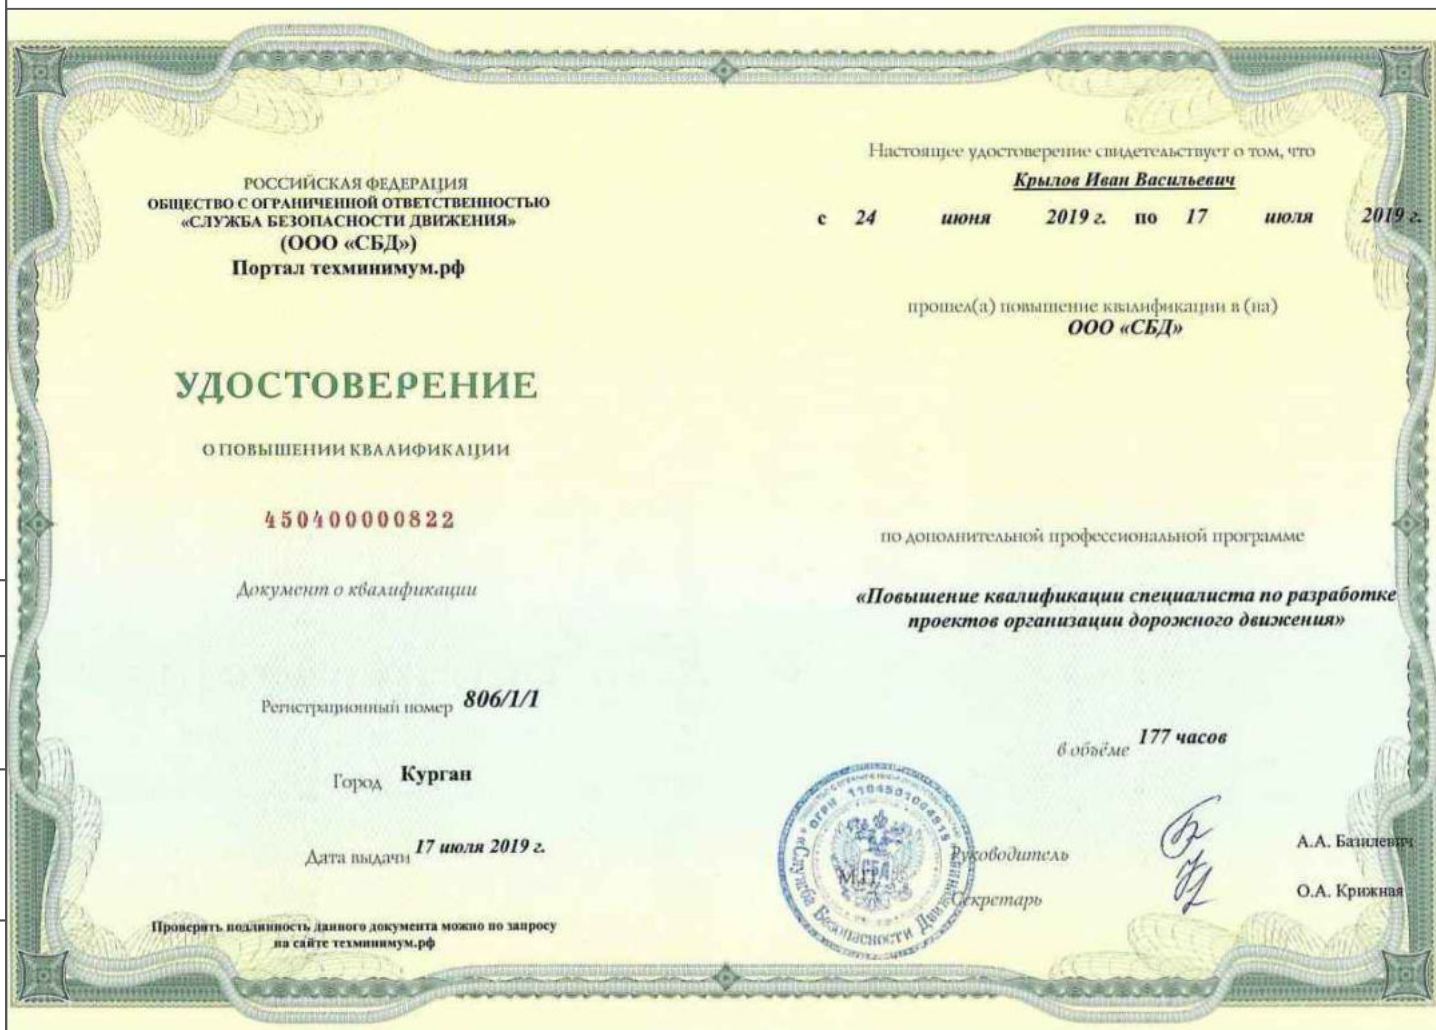 РОССИЙСКАЯ ФЕДЕРАЦИЯ
ОБЩЕСТВО С ОГРАНИЧЕННОЙ ОТВЕТСТВЕННОСТЬЮ
«СЛУЖБА БЕЗОПАСНОСТИ ДВИЖЕНИЯ»
(ООО «СБД»)
Портал техминимум.рф
УДОСТОВЕРЕНИЕ
О ПОВЫШЕНИИ КВАЛИФИКАЦИИ
450400000822
Документ о квалификации
Регистрационный номер 806/1/1
Город Курган
Дата выдачи 17 июля 2019 г.
Проверить подлинность данного документа можно по запросу
на сайте техминимум.рф
Настоящее удостоверение свидетельствует о том, что
Крылов Иван Васильевич
с 24 июня 2019 г. по 17 июля 2019 г.
прошел(а) повышение квалификации в (на)
ООО «СБД»
по дополнительной профессиональной программе
«Повышение квалификации специалиста по разработке
проектов организации дорожного движения»
в объёме 177 часов
Руководитель А.А. Базилевич
М.П.
Секретарь О.А. Крижная
ОГРН 1104501004515
«Служба Безопасности Движения»